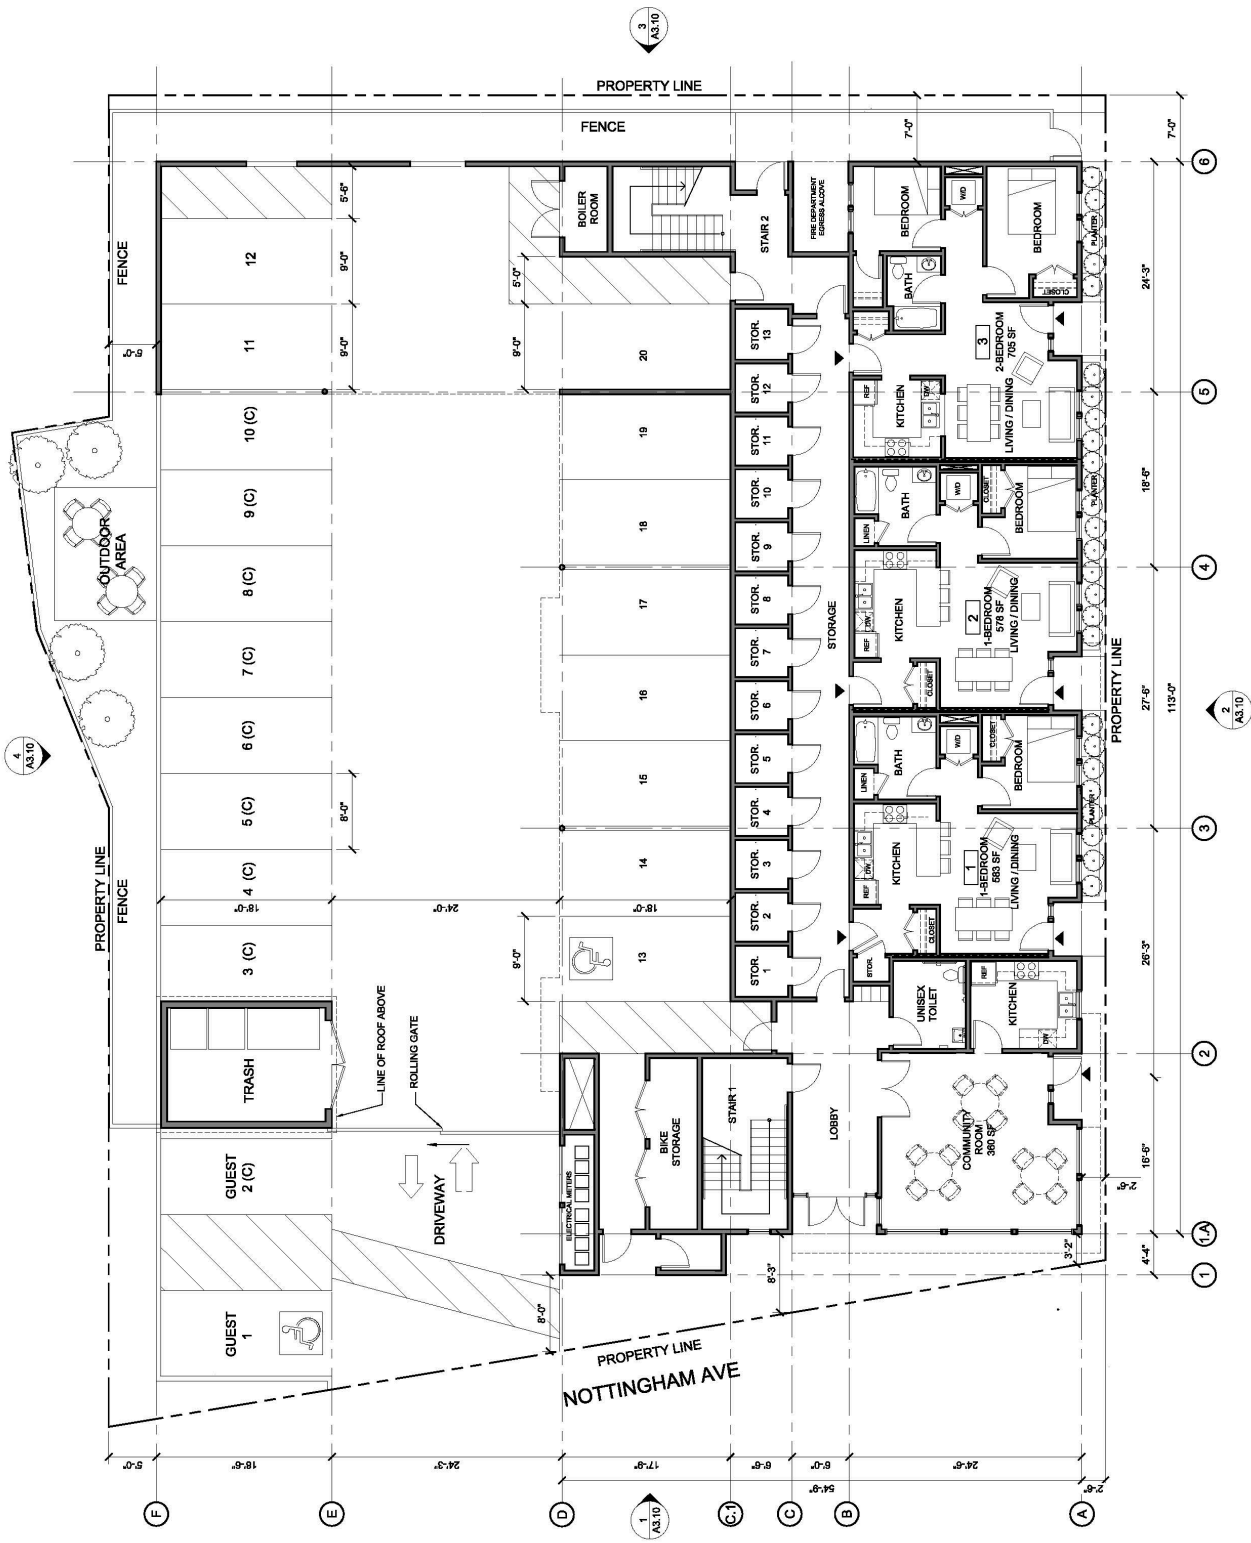 3
A3.10
PROPERTY LINE
FENCE
7'-0"
7'-0"
6
FENCE
5'-0"
12
11
5'-6"
9'-0"
9'-0"
BOILER
ROOM
5'-0"
9'-0"
20
STAIR 2
FIRE DEPARTMENT
EGRESS ALCOVE
BEDROOM
W/D
BEDROOM
BATH
CLOSET
PLANTER
24'-3"
3
2-BEDROOM
705 SF
LIVING / DINING
KITCHEN
REF
DW
5
STOR.
13
STOR.
12
STOR.
11
STOR.
10
STOR.
9
STOR.
8
STOR.
7
STOR.
6
STOR.
5
STOR.
4
STOR.
3
STOR.
2
STOR.
1
STORAGE
OUTDOOR
AREA
10 (C)
9 (C)
8 (C)
7 (C)
6 (C)
5 (C)
4 (C)
3 (C)
8'-0"
18'-0"
24'-0"
18'-0"
19
18
17
16
15
14
13
9'-0"
BATH
LINEN
W/D
CLOSET
BEDROOM
PLANTER
18'-6"
4
KITCHEN
REF
DW
2
1-BEDROOM
578 SF
LIVING / DINING
CLOSET
PROPERTY LINE
27'-6"
113'-0"
2
A3.10
4
A3.10
PROPERTY LINE
FENCE
BATH
LINEN
W/D
CLOSET
BEDROOM
PLANTER
3
KITCHEN
REF
DW
1
1-BEDROOM
583 SF
LIVING / DINING
CLOSET
STOR.
26'-3"
UNISEX
TOILET
KITCHEN
REF
DW
2
TRASH
LINE OF ROOF ABOVE
ROLLING GATE
GUEST
2 (C)
DRIVEWAY
GUEST
1
ELECTRICAL METERS
BIKE
STORAGE
STAIR 1
LOBBY
COMMUNITY
ROOM
360 SF
16'-6"
2'-6"
3'-2"
4'-4"
1.A
1
8'-3"
8'-0"
PROPERTY LINE
NOTTINGHAM AVE
5'-0"
18'-6"
24'-3"
17'-9"
6'-6"
6'-0"
24'-6"
2'-6"
54'-9"
F
E
D
C.1
C
B
A
1
A3.10